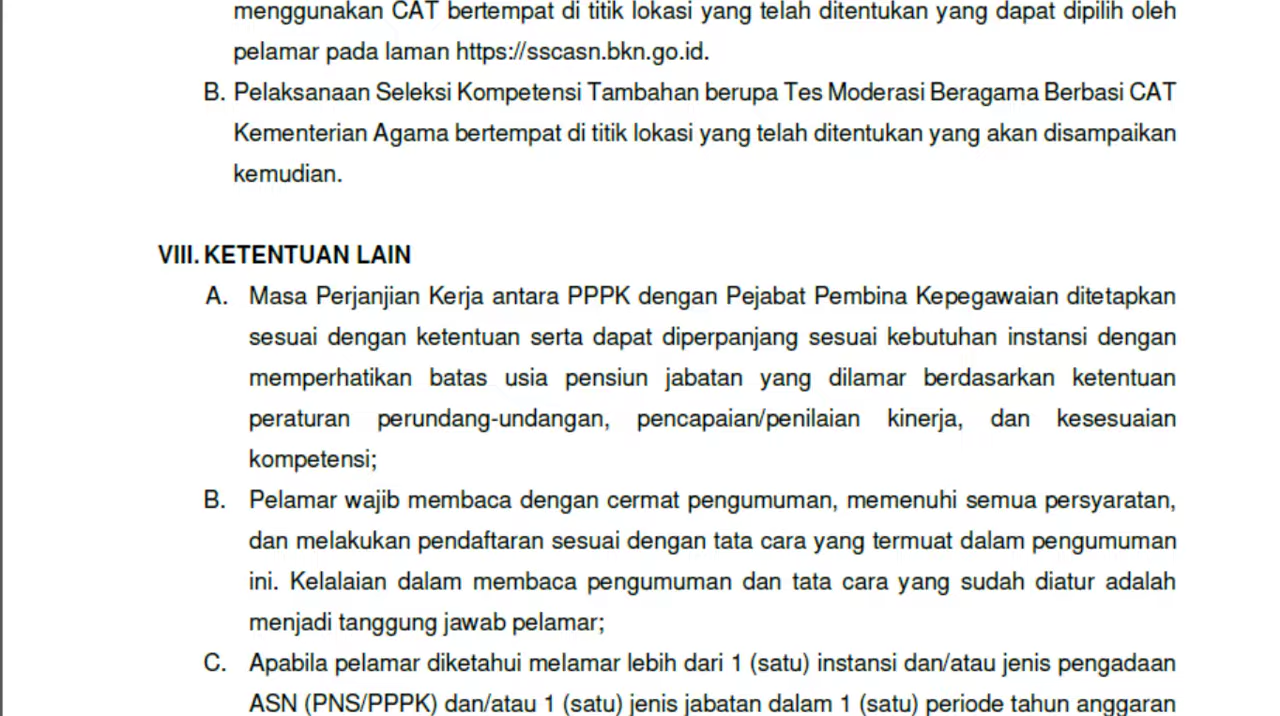 menggunakan CAT bertempat di titik lokasi yang telah ditentukan yang dapat dipilih oleh
pelamar pada laman https://sscasn.bkn.go.id.
B. Pelaksanaan Seleksi Kompetensi Tambahan berupa Tes Moderasi Beragama Berbasi CAT
Kementerian Agama bertempat di titik lokasi yang telah ditentukan yang akan disampaikan
kemudian.
VIII. KETENTUAN LAIN
A. Masa Perjanjian Kerja antara PPPK dengan Pejabat Pembina Kepegawaian ditetapkan
sesuai dengan ketentuan serta dapat diperpanjang sesuai kebutuhan instansi dengan
memperhatikan batas usia pensiun jabatan yang dilamar berdasarkan ketentuan
peraturan perundang-undangan, pencapaian/penilaian kinerja, dan kesesuaian
kompetensi;
B. Pelamar wajib membaca dengan cermat pengumuman, memenuhi semua persyaratan,
dan melakukan pendaftaran sesuai dengan tata cara yang termuat dalam pengumuman
ini. Kelalaian dalam membaca pengumuman dan tata cara yang sudah diatur adalah
menjadi tanggung jawab pelamar;
C. Apabila pelamar diketahui melamar lebih dari 1 (satu) instansi dan/atau jenis pengadaan
ASN (PNS/PPPK) dan/atau 1 (satu) jenis jabatan dalam 1 (satu) periode tahun anggaran